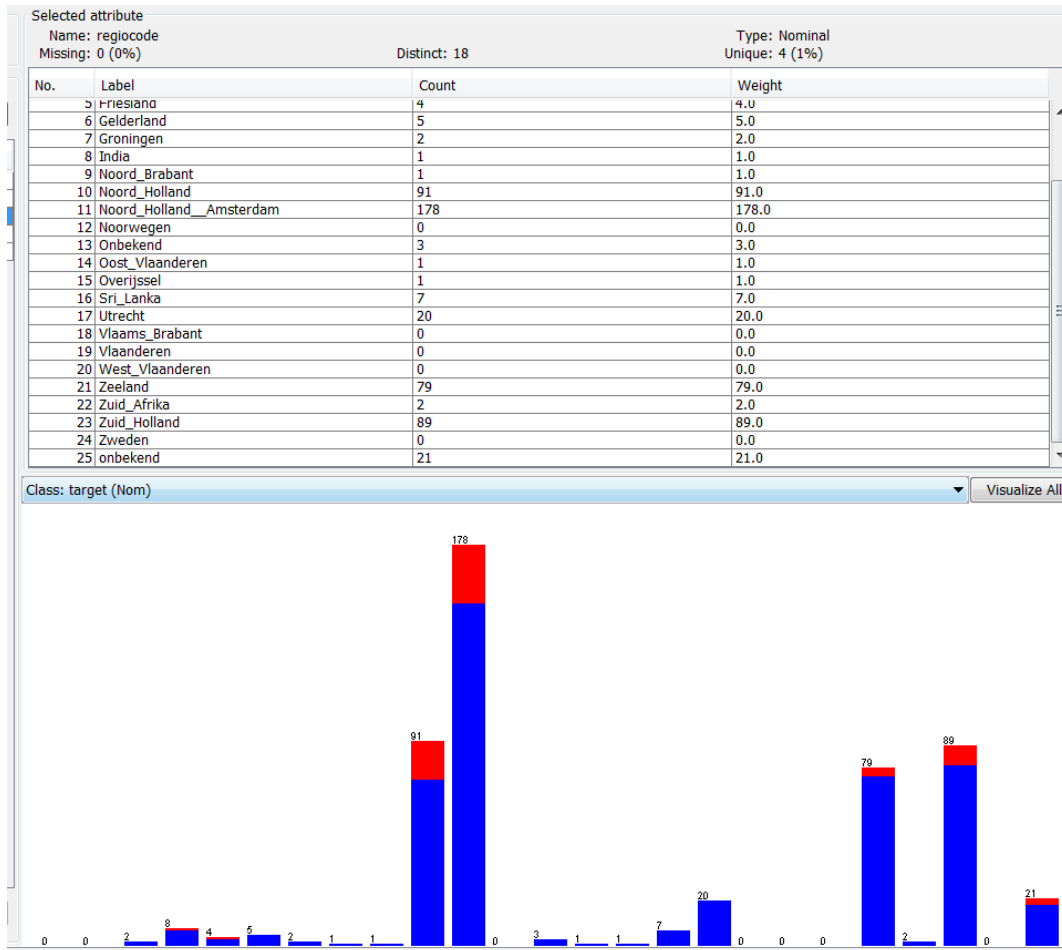 Selected attribute
Name: regiocode Type: Nominal
Missing: 0 (0%) Distinct: 18 Unique: 4 (1%)
No. Label Count Weight
5 Friesland 4 4.0
6 Gelderland 5 5.0
7 Groningen 2 2.0
8 India 1 1.0
9 Noord_Brabant 1 1.0
10 Noord_Holland 91 91.0
11 Noord_Holland__Amsterdam 178 178.0
12 Noorwegen 0 0.0
13 Onbekend 3 3.0
14 Oost_Vlaanderen 1 1.0
15 Overijssel 1 1.0
16 Sri_Lanka 7 7.0
17 Utrecht 20 20.0
18 Vlaams_Brabant 0 0.0
19 Vlaanderen 0 0.0
20 West_Vlaanderen 0 0.0
21 Zeeland 79 79.0
22 Zuid_Afrika 2 2.0
23 Zuid_Holland 89 89.0
24 Zweden 0 0.0
25 onbekend 21 21.0
Class: target (Nom) Visualize All
178
91 89
79
20 21
0 0 2 8 4 5 2 1 1 0 3 1 1 7 0 0 0 2 0